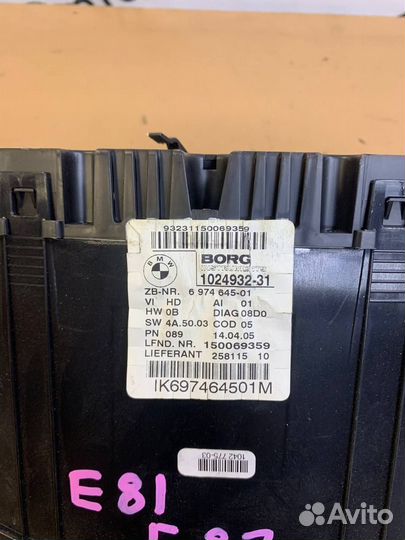 93231150069359
BMW
BORG
1024932-31
ZB-NR. 6 974 645-01
VI HD AI 01
HW 0B DIAG 08D0
SW 4A.50.03 COD 05
PN 089 14.04.05
LFND. NR. 150069359
LIEFERANT 258115 10
IK697464501M
1042 775-03
E81
Avito